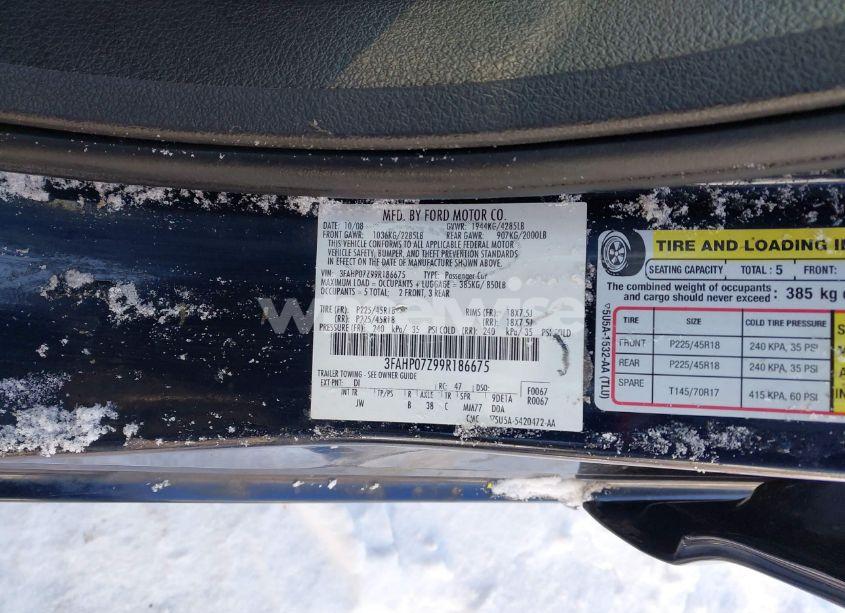 MFD. BY FORD MOTOR CO.
DATE: 10/08 GVWR: 1944KG/4285LB
FRONT GAWR: 1036KG/2285LB REAR GAWR: 907KG/2000LB
THIS VEHICLE CONFORMS TO ALL APPLICABLE FEDERAL MOTOR
VEHICLE SAFETY, BUMPER, AND THEFT PREVENTION STANDARDS
IN EFFECT ON THE DATE OF MANUFACTURE SHOWN ABOVE.
VIN: 3FAHP07Z99R186675 TYPE: Passenger Car
MAXIMUM LOAD = OCCUPANTS + LUGGAGE = 385KG/850LB
OCCUPANTS = 5 TOTAL: 2 FRONT, 3 REAR
TIRE (FR): P225/45R18 RIMS (FR): 18X7.5J
(RR): P225/45R18 (RR): 18X7.5J
PRESSURE (FR): 240 kPa/ 35 PSI COLD (RR): 240 kPa/ 35 PSI COLD
3FAHP07Z99R186675
TRAILER TOWING - SEE OWNER GUIDE
EXT PNT: DI RC: 47 DSO: F0067
INT TR TP/PS R AXLE TR SPR 9DETA R0067
JW B 38 C MIA77 DDA
5U5A-5420472-AA
TIRE AND LOADING IN
SEATING CAPACITY TOTAL: 5 FRONT:
The combined weight of occupants
and cargo should never exceed: 385 kg
TIRE SIZE COLD TIRE PRESSURE
FRONT P225/45R18 240 KPA, 35 PSI
REAR P225/45R18 240 KPA, 35 PSI
SPARE T145/70R17 415 KPA, 60 PSI
5U5A-1532-AA (TLU)